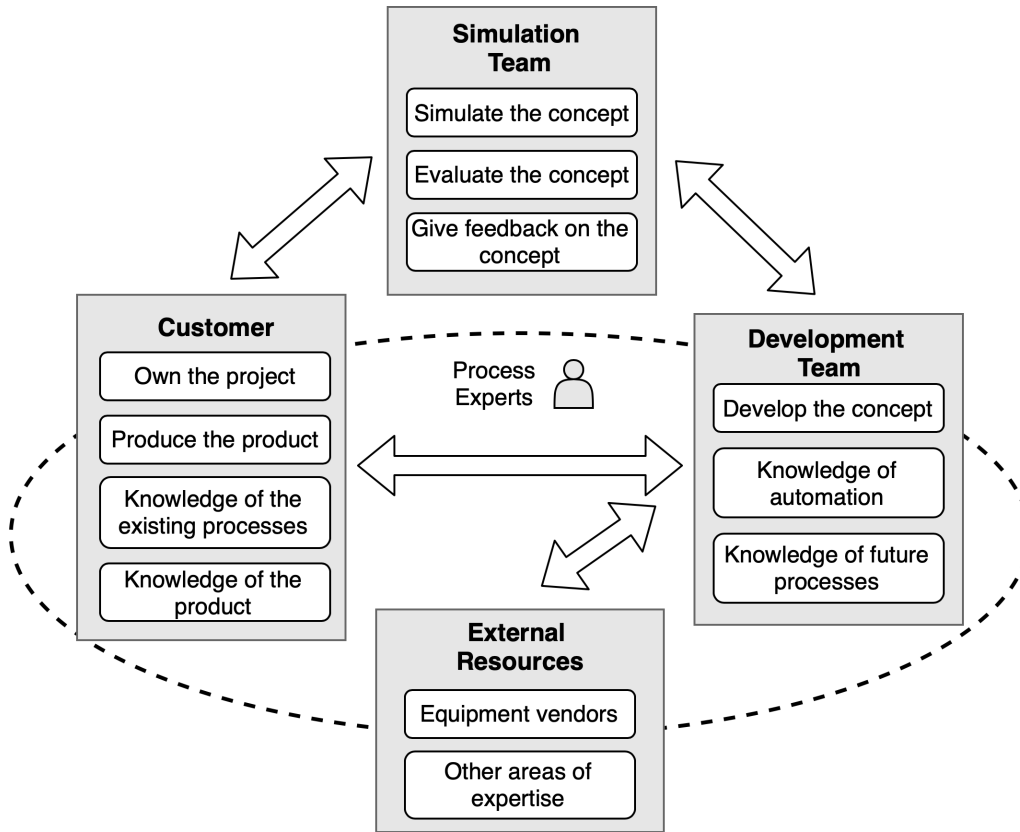 Simulation
Team
Simulate the concept
Evaluate the concept
Give feedback on the
concept
Customer
Own the project
Produce the product
Knowledge of the
existing processes
Knowledge of the
product
Process
Experts
Development
Team
Develop the concept
Knowledge of
automation
Knowledge of future
processes
External
Resources
Equipment vendors
Other areas of
expertise